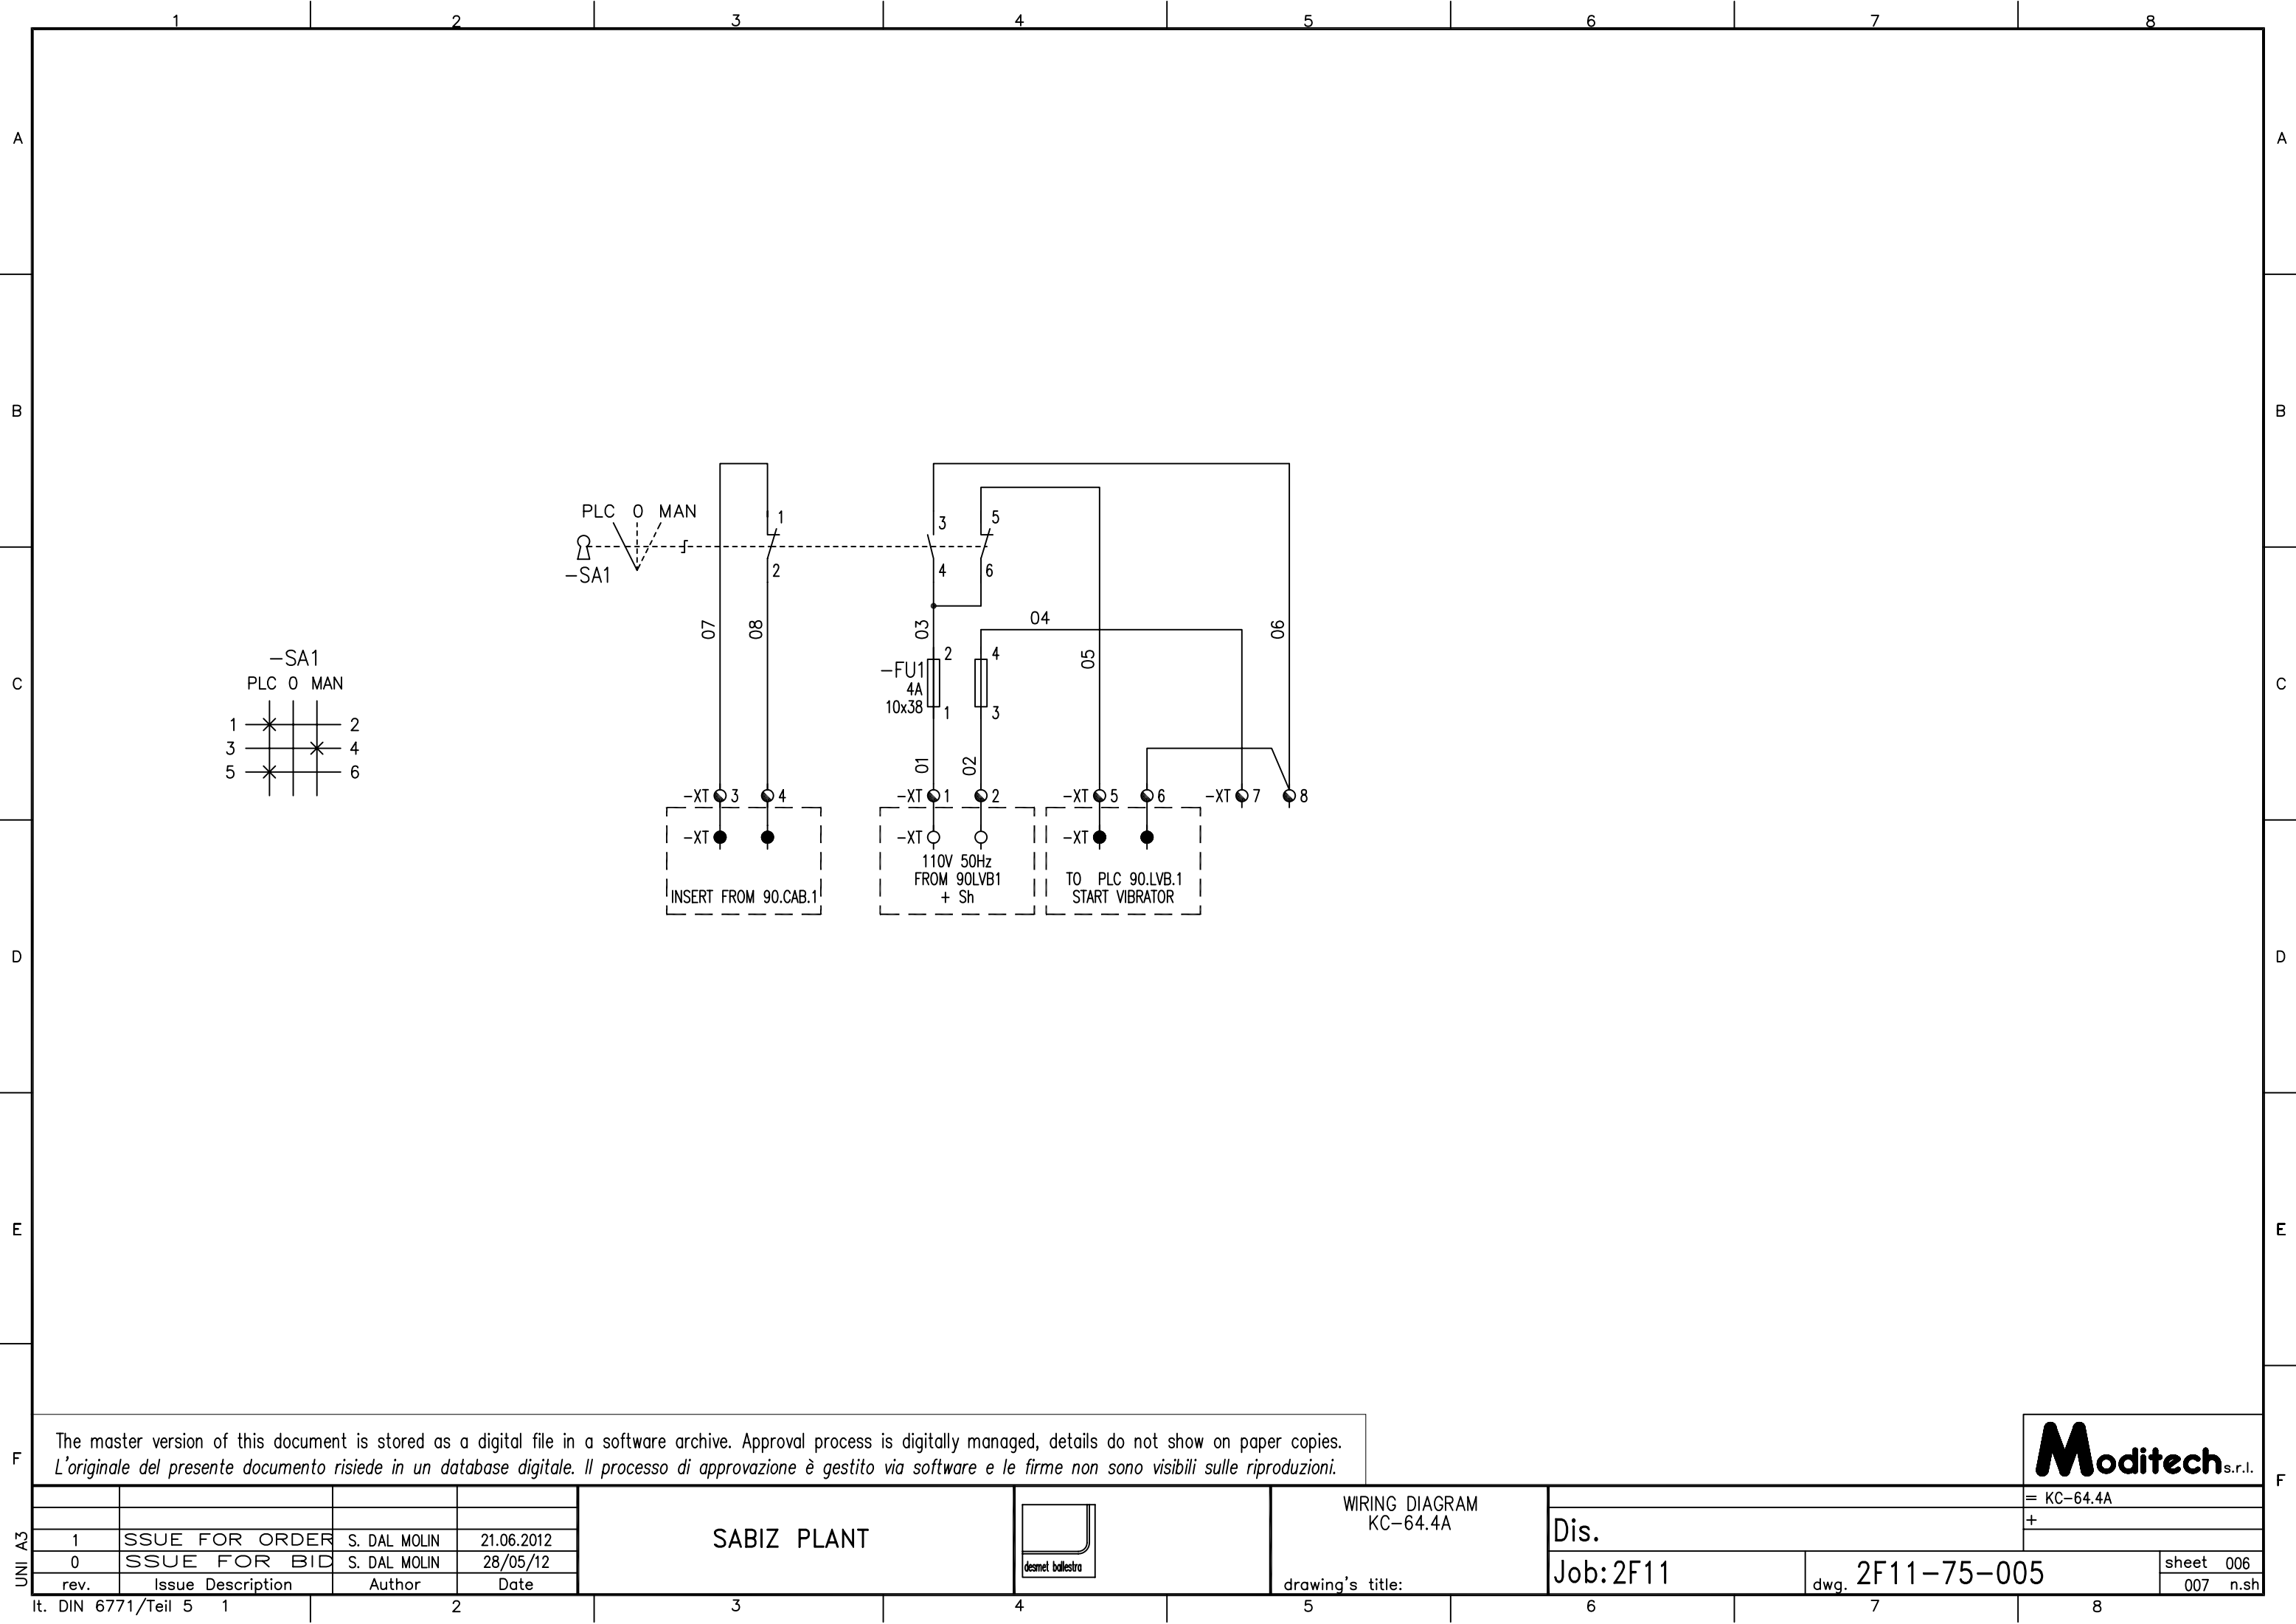 1 2 3 4 5 6 7 8
A A
B B
PLC 0 MAN
-SA1
1
2
3
4
5
6
07
08
03
04
05
06
-SA1
PLC 0 MAN
1 2
3 4
5 6
-FU1
4A
10x38
2
1
4
3
C C
01
02
-XT 3 4
-XT 1 2
-XT 5 6
-XT 7 8
-XT
-XT
-XT
INSERT FROM 90.CAB.1
110V 50Hz
FROM 90LVB1
+ Sh
TO PLC 90.LVB.1
START VIBRATOR
D D
E E
F F
The master version of this document is stored as a digital file in a software archive. Approval process is digitally managed, details do not show on paper copies.
L'originale del presente documento risiede in un database digitale. Il processo di approvazione è gestito via software e le firme non sono visibili sulle riproduzioni.
Moditech s.r.l.
UNI A3
1 SSUE FOR ORDER S. DAL MOLIN 21.06.2012
0 SSUE FOR BID S. DAL MOLIN 28/05/12
rev. Issue Description Author Date
SABIZ PLANT
desmet ballestra
WIRING DIAGRAM
KC-64.4A
drawing's title:
= KC-64.4A
+
Dis.
Job: 2F11
dwg. 2F11-75-005
sheet 006
007 n.sh
lt. DIN 6771/Teil 5 1
2 3 4 5 6 7 8